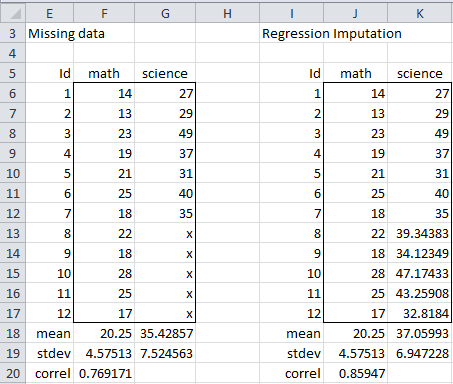 E F G H I J K
3 Missing data Regression Imputation
4
5 Id math science Id math science
6 1 14 27 1 14 27
7 2 13 29 2 13 29
8 3 23 49 3 23 49
9 4 19 37 4 19 37
10 5 21 31 5 21 31
11 6 25 40 6 25 40
12 7 18 35 7 18 35
13 8 22 x 8 22 39.34383
14 9 18 x 9 18 34.12349
15 10 28 x 10 28 47.17433
16 11 25 x 11 25 43.25908
17 12 17 x 12 17 32.8184
18 mean 20.25 35.42857 mean 20.25 37.05993
19 stdev 4.57513 7.524563 stdev 4.57513 6.947228
20 correl 0.769171 correl 0.85947